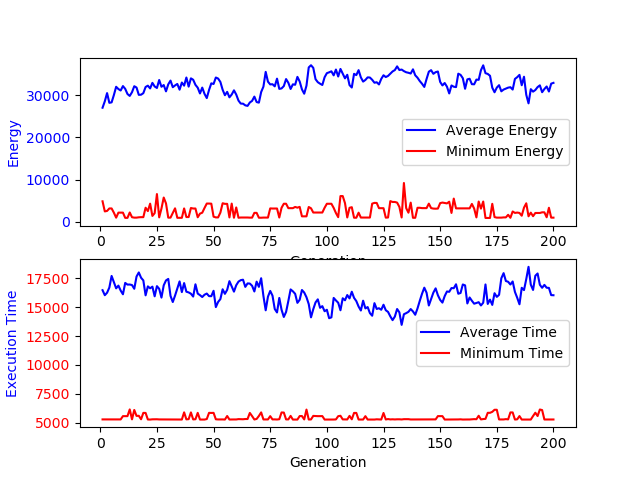 30000
20000
10000
0
Energy
Average Energy
Minimum Energy
0 25 50 75 100 125 150 175 200
Generation
17500
15000
12500
10000
7500
5000
Execution Time
Average Time
Minimum Time
0 25 50 75 100 125 150 175 200
Generation